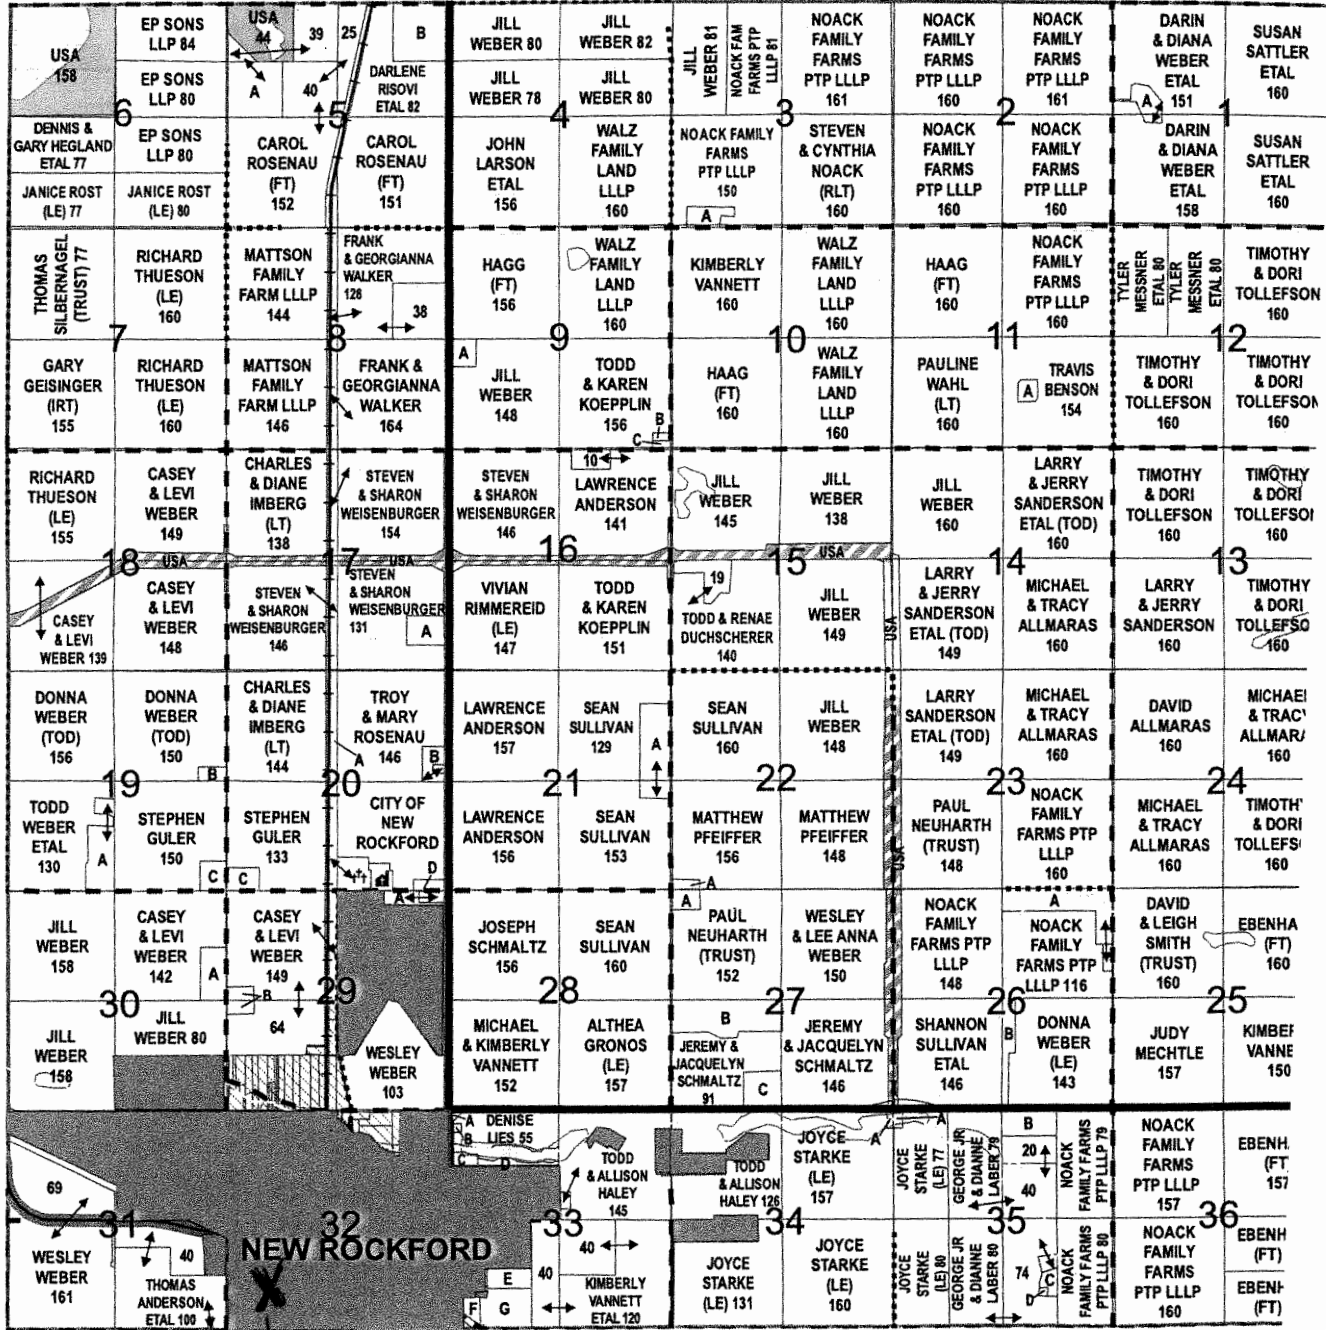 USA
158
EP SONS
LLP 84
EP SONS
LLP 80
6
DENNIS &
GARY HEGLAND
ETAL 77
EP SONS
LLP 80
JANICE ROST
(LE) 77
JANICE ROST
(LE) 80
USA
44
39
25
B
A
40
DARLENE
RISOVI
ETAL 82
5
CAROL
ROSENAU
(FT)
152
CAROL
ROSENAU
(FT)
151
JILL
WEBER 80
JILL
WEBER 82
JILL
WEBER 78
JILL
WEBER 80
4
JOHN
LARSON
ETAL
156
WALZ
FAMILY
LAND
LLLP
160
JILL
WEBER 81
NOACK FAM
FARMS PTP
LLLP 81
NOACK
FAMILY
FARMS
PTP LLLP
161
3
NOACK FAMILY
FARMS
PTP LLLP
150
A
STEVEN
& CYNTHIA
NOACK
(RLT)
160
NOACK
FAMILY
FARMS
PTP LLLP
160
NOACK
FAMILY
FARMS
PTP LLLP
161
2
NOACK
FAMILY
FARMS
PTP LLLP
160
NOACK
FAMILY
FARMS
PTP LLLP
160
DARIN
& DIANA
WEBER
ETAL
151
A
SUSAN
SATTLER
ETAL
160
1
DARIN
& DIANA
WEBER
ETAL
158
SUSAN
SATTLER
ETAL
160
THOMAS
SILBERNAGEL
(TRUST) 77
RICHARD
THUESON
(LE)
160
7
GARY
GEISINGER
(IRT)
155
RICHARD
THUESON
(LE)
160
MATTSON
FAMILY
FARM LLLP
144
FRANK
& GEORGIANNA
WALKER
128
38
8
MATTSON
FAMILY
FARM LLLP
146
FRANK &
GEORGIANNA
WALKER
164
HAGG
(FT)
156
WALZ
FAMILY
LAND
LLLP
160
9
A
JILL
WEBER
148
TODD
& KAREN
KOEPPLIN
156
B
C
KIMBERLY
VANNETT
160
WALZ
FAMILY
LAND
LLLP
160
10
HAAG
(FT)
160
WALZ
FAMILY
LAND
LLLP
160
HAAG
(FT)
160
NOACK
FAMILY
FARMS
PTP LLLP
160
11
PAULINE
WAHL
(LT)
160
A
TRAVIS
BENSON
154
TYLER
MESSNER
ETAL 80
TYLER
MESSNER
ETAL 80
TIMOTHY
& DORI
TOLLEFSON
160
12
TIMOTHY
& DORI
TOLLEFSON
160
TIMOTHY
& DORI
TOLLEFSON
160
RICHARD
THUESON
(LE)
155
CASEY
& LEVI
WEBER
149
18
USA
CASEY
& LEVI
WEBER 139
CASEY
& LEVI
WEBER
148
CHARLES
& DIANE
IMBERG
(LT)
138
STEVEN
& SHARON
WEISENBURGER
154
17
USA
STEVEN
& SHARON
WEISENBURGER
146
STEVEN
& SHARON
WEISENBURGER
131
A
STEVEN
& SHARON
WEISENBURGER
146
10
LAWRENCE
ANDERSON
141
16
VIVIAN
RIMMEREID
(LE)
147
TODD
& KAREN
KOEPPLIN
151
JILL
WEBER
145
JILL
WEBER
138
15
USA
19
TODD & RENAE
DUCHSCHERER
140
JILL
WEBER
149
JILL
WEBER
160
LARRY
& JERRY
SANDERSON
ETAL (TOD)
160
14
USA
LARRY
& JERRY
SANDERSON
ETAL (TOD)
149
MICHAEL
& TRACY
ALLMARAS
160
TIMOTHY
& DORI
TOLLEFSON
160
TIMOTHY
& DORI
TOLLEFSO
160
13
LARRY
& JERRY
SANDERSON
160
TIMOTHY
& DORI
TOLLEFSO
160
DONNA
WEBER
(TOD)
156
DONNA
WEBER
(TOD)
150
B
19
TODD
WEBER
ETAL
130
A
STEPHEN
GULER
150
C
CHARLES
& DIANE
IMBERG
(LT)
144
TROY
& MARY
ROSENAU
146
A
B
20
STEPHEN
GULER
133
C
CITY OF
NEW
ROCKFORD
D
A
LAWRENCE
ANDERSON
157
SEAN
SULLIVAN
129
A
21
LAWRENCE
ANDERSON
156
SEAN
SULLIVAN
153
SEAN
SULLIVAN
160
JILL
WEBER
148
22
MATTHEW
PFEIFFER
156
MATTHEW
PFEIFFER
148
USA
LARRY
SANDERSON
ETAL (TOD)
149
MICHAEL
& TRACY
ALLMARAS
160
23
PAUL
NEUHARTH
(TRUST)
148
NOACK
FAMILY
FARMS PTP
LLLP
160
DAVID
ALLMARAS
160
MICHAEL
& TRACY
ALLMARA
160
24
MICHAEL
& TRACY
ALLMARAS
160
TIMOTHY
& DORI
TOLLEFS
160
JILL
WEBER
158
CASEY
& LEVI
WEBER
142
A
30
JILL
WEBER
158
JILL
WEBER 80
CASEY
& LEVI
WEBER
149
B
29
64
WESLEY
WEBER
103
JOSEPH
SCHMALTZ
156
SEAN
SULLIVAN
160
28
MICHAEL
& KIMBERLY
VANNETT
152
ALTHEA
GRONOS
(LE)
157
A
A
PAUL
NEUHARTH
(TRUST)
152
WESLEY
& LEE ANNA
WEBER
150
27
B
JEREMY &
JACQUELYN
SCHMALTZ
91
C
JEREMY
& JACQUELYN
SCHMALTZ
146
NOACK
FAMILY
FARMS PTP
LLLP
148
A
NOACK
FAMILY
FARMS PTP
LLLP 116
26
SHANNON
SULLIVAN
ETAL
146
B
DONNA
WEBER
(LE)
143
DAVID
& LEIGH
SMITH
(TRUST)
160
EBENHA
(FT)
160
25
JUDY
MECHTLE
157
KIMBER
VANNE
150
69
31
WESLEY
WEBER
161
40
THOMAS
ANDERSON
ETAL 100
32
NEW ROCKFORD
X
A
DENISE
B
LIES 55
C
D
TODD
& ALLISON
HALEY
145
33
40
40
E
F
G
KIMBERLY
VANNETT
ETAL 120
TODD
& ALLISON
HALEY 126
JOYCE
STARKE
(LE)
157
34
JOYCE
STARKE
(LE) 131
JOYCE
STARKE
(LE)
160
A
A
JOYCE
STARKE
(LE) 77
GEORGE JR
& DIANNE
LABER 79
B
20
40
NOACK
FAMILY FARMS
PTP LLLP 79
35
JOYCE
STARKE
(LE) 80
GEORGE JR
& DIANNE
LABER 80
74
C
D
NOACK
FAMILY FARMS
PTP LLLP 80
NOACK
FAMILY
FARMS
PTP LLLP
157
EBENH
(FT
157
36
NOACK
FAMILY
FARMS
PTP LLLP
160
EBENH
(FT)
EBENH
(FT)